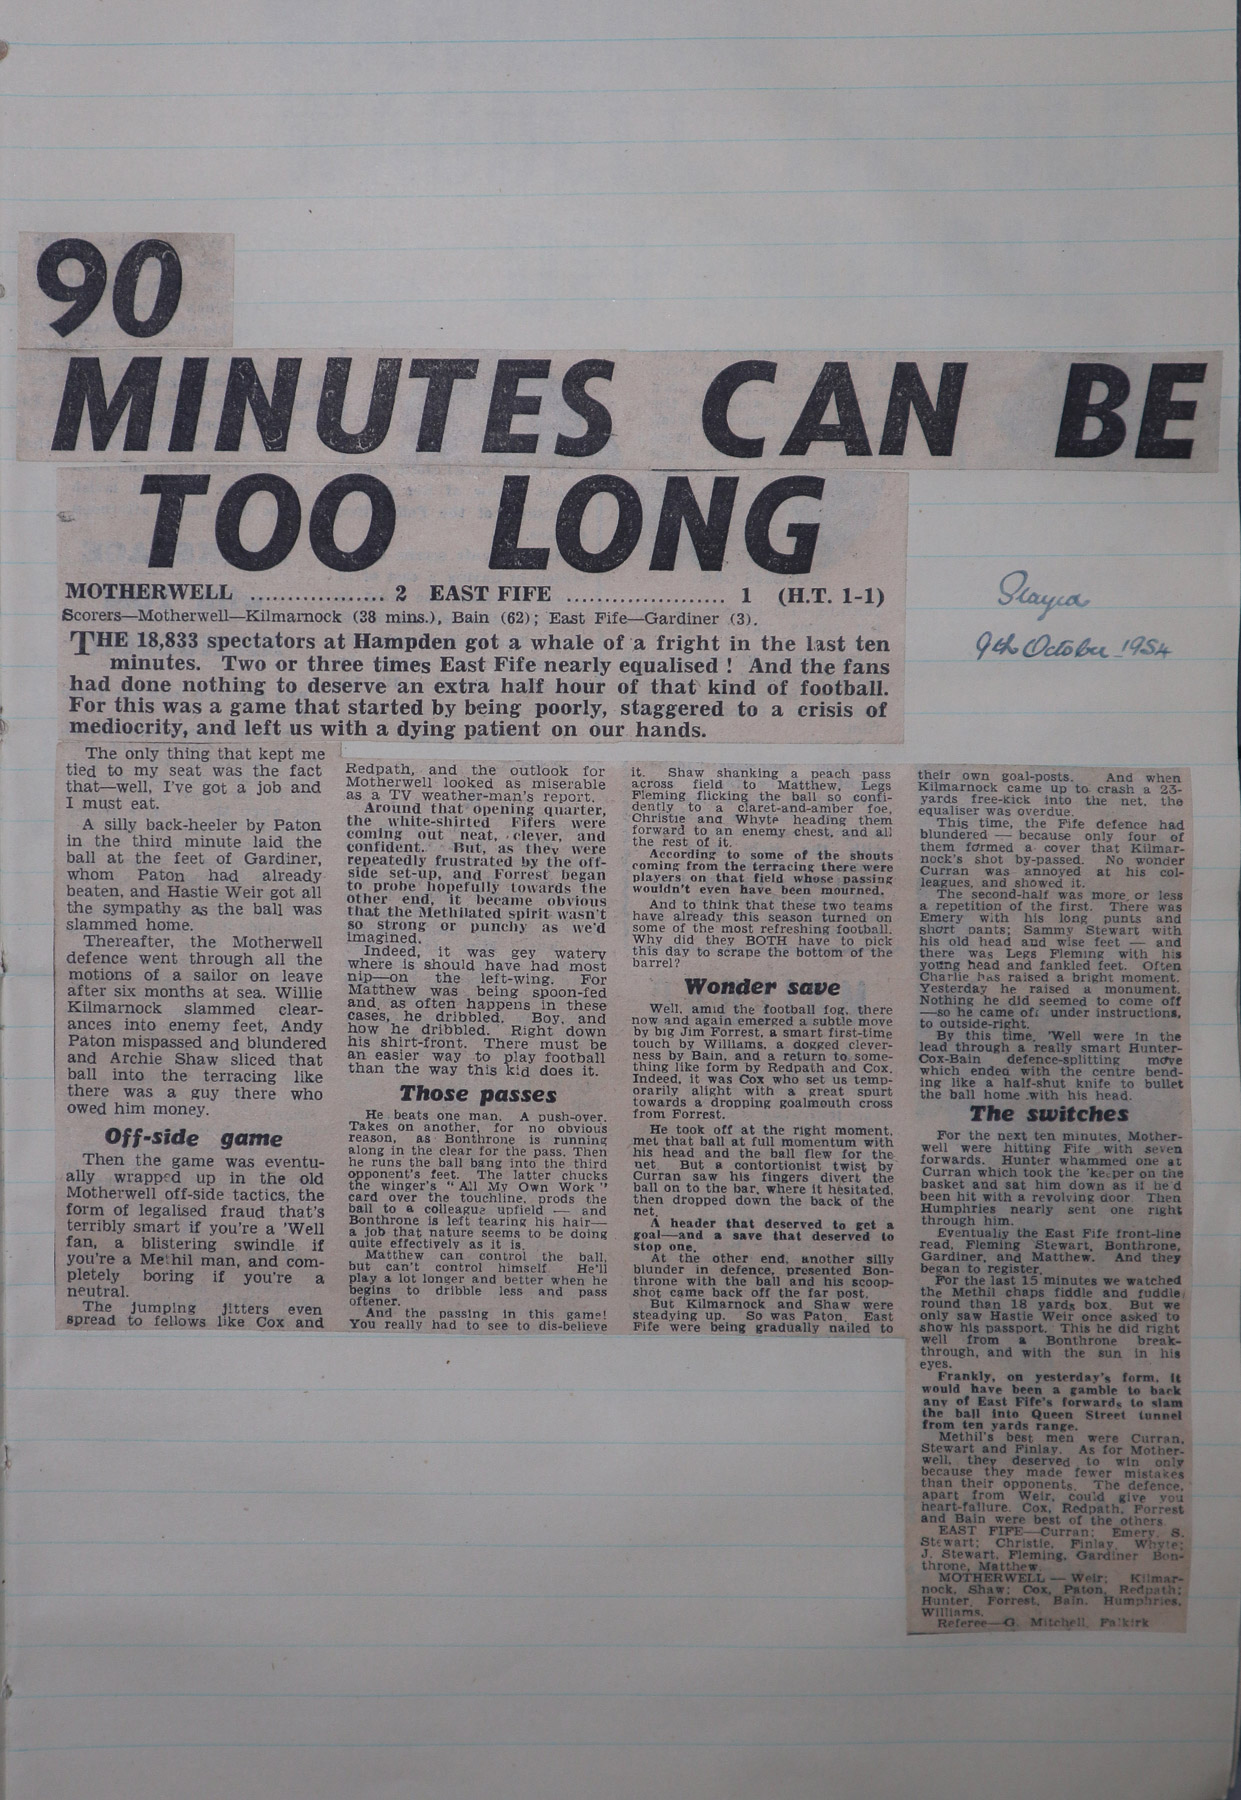 90
MINUTES CAN BE
TOO LONG
MOTHERWELL .................. 2 EAST FIFE ..................... 1 (H.T. 1-1)
Scorers—Motherwell—Kilmarnock (38 mins.), Bain (62); East Fife—Gardiner (3).
THE 18,833 spectators at Hampden got a whale of a fright in the last ten
minutes. Two or three times East Fife nearly equalised! And the fans
had done nothing to deserve an extra half hour of that kind of football.
For this was a game that started by being poorly, staggered to a crisis of
mediocrity, and left us with a dying patient on our hands.
Played
9th October 1954
The only thing that kept me
tied to my seat was the fact
that—well, I've got a job and
I must eat.
A silly back-heeler by Paton
in the third minute laid the
ball at the feet of Gardiner,
whom Paton had already
beaten, and Hastie Weir got all
the sympathy as the ball was
slammed home.
Thereafter, the Motherwell
defence went through all the
motions of a sailor on leave
after six months at sea. Willie
Kilmarnock slammed clear-
ances into enemy feet, Andy
Paton mispassed and blundered
and Archie Shaw sliced that
ball into the terracing like
there was a guy there who
owed him money.
Off-side game
Then the game was eventu-
ally wrapped up in the old
Motherwell off-side tactics, the
form of legalised fraud that's
terribly smart if you're a 'Well
fan, a blistering swindle if
you're a Methil man, and com-
pletely boring if you're a
neutral.
The jumping jitters even
spread to fellows like Cox and
Redpath, and the outlook for
Motherwell looked as miserable
as a TV weather-man's report.
Around that opening quarter,
the white-shirted Fifers were
coming out neat, clever, and
confident. But, as they were
repeatedly frustrated by the off-
side set-up, and Forrest began
to probe hopefully towards the
other end, it became obvious
that the Methilated spirit wasn't
so strong or punchy as we'd
imagined.
Indeed, it was gey watery
where is should have had most
nip—on the left-wing. For
Matthew was being spoon-fed
and, as often happens in these
cases, he dribbled. Boy, and
how he dribbled. Right down
his shirt-front. There must be
an easier way to play football
than the way this kid does it.
Those passes
He beats one man. A push-over.
Takes on another, for no obvious
reason, as Bonthrone is running
along in the clear for the pass. Then
he runs the ball bang into the third
opponent's feet. The latter chucks
the winger's "All My Own Work"
card over the touchline, prods the
ball to a colleague upfield — and
Bonthrone is left tearing his hair—
a job that nature seems to be doing
quite effectively as it is.
Matthew can control the ball,
but can't control himself. He'll
play a lot longer and better when he
begins to dribble less and pass
oftener.
And the passing in this game!
You really had to see to dis-believe
it. Shaw shanking a peach pass
across field to Matthew, Legs
Fleming flicking the ball so confi-
dently to a claret-and-amber foe,
Christie and Whyte heading them
forward to an enemy chest, and all
the rest of it.
According to some of the shouts
coming from the terracing there were
players on that field whose passing
wouldn't even have been mourned.
And to think that these two teams
have already this season turned on
some of the most refreshing football.
Why did they BOTH have to pick
this day to scrape the bottom of the
barrel?
Wonder save
Well, amid the football fog, there
now and again emerged a subtle move
by big Jim Forrest, a smart first-time
touch by Williams, a dogged clever-
ness by Bain, and a return to some-
thing like form by Redpath and Cox.
Indeed, it was Cox who set us temp-
orarily alight with a great spurt
towards a dropping goalmouth cross
from Forrest.
He took off at the right moment,
met that ball at full momentum with
his head and the ball flew for the
net. But a contortionist twist by
Curran saw his fingers divert the
ball on to the bar, where it hesitated,
then dropped down the back of the
net.
A header that deserved to get a
goal—and a save that deserved to
stop one.
At the other end, another silly
blunder in defence, presented Bon-
throne with the ball and his scoop-
shot came back off the far post.
But Kilmarnock and Shaw were
steadying up. So was Paton. East
Fife were being gradually nailed to
their own goal-posts. And when
Kilmarnock came up to crash a 23-
yards free-kick into the net, the
equaliser was overdue.
This time, the Fife defence had
blundered — because only four of
them formed a cover that Kilmar-
nock's shot by-passed. No wonder
Curran was annoyed at his col-
leagues, and showed it.
The second-half was more or less
a repetition of the first. There was
Emery with his long punts and
short pants; Sammy Stewart with
his old head and wise feet — and
there was Legs Fleming with his
young head and fankled feet. Often
Charlie has raised a bright moment.
Yesterday he raised a monument.
Nothing he did seemed to come off
—so he came off, under instructions,
to outside-right.
By this time, 'Well were in the
lead through a really smart Hunter-
Cox-Bain defence-splitting move
which ended with the centre bend-
ing like a half-shut knife to bullet
the ball home with his head.
The switches
For the next ten minutes, Mother-
well were hitting Fife with seven
forwards. Hunter whammed one at
Curran which took the 'keeper on the
basket and sat him down as if he'd
been hit with a revolving door. Then
Humphries nearly sent one right
through him.
Eventually the East Fife front-line
read, Fleming Stewart, Bonthrone,
Gardiner, and Matthew. And they
began to register.
For the last 15 minutes we watched
the Methil chaps fiddle and fuddle
round than 18 yards box. But we
only saw Hastie Weir once asked to
show his passport. This he did right
well from a Bonthrone break-
through, and with the sun in his
eyes.
Frankly, on yesterday's form, it
would have been a gamble to back
any of East Fife's forwards to slam
the ball into Queen Street tunnel
from ten yards range.
Methil's best men were Curran,
Stewart and Finlay. As for Mother-
well, they deserved to win only
because they made fewer mistakes
than their opponents. The defence,
apart from Weir, could give you
heart-failure. Cox, Redpath, Forrest
and Bain were best of the others.
EAST FIFE—Curran; Emery, S.
Stewart; Christie, Finlay, Whyte;
J. Stewart, Fleming, Gardiner Bon-
throne, Matthew.
MOTHERWELL — Weir; Kilmar-
nock, Shaw; Cox, Paton, Redpath;
Hunter, Forrest, Bain, Humphries,
Williams.
Referee—G. Mitchell, Falkirk